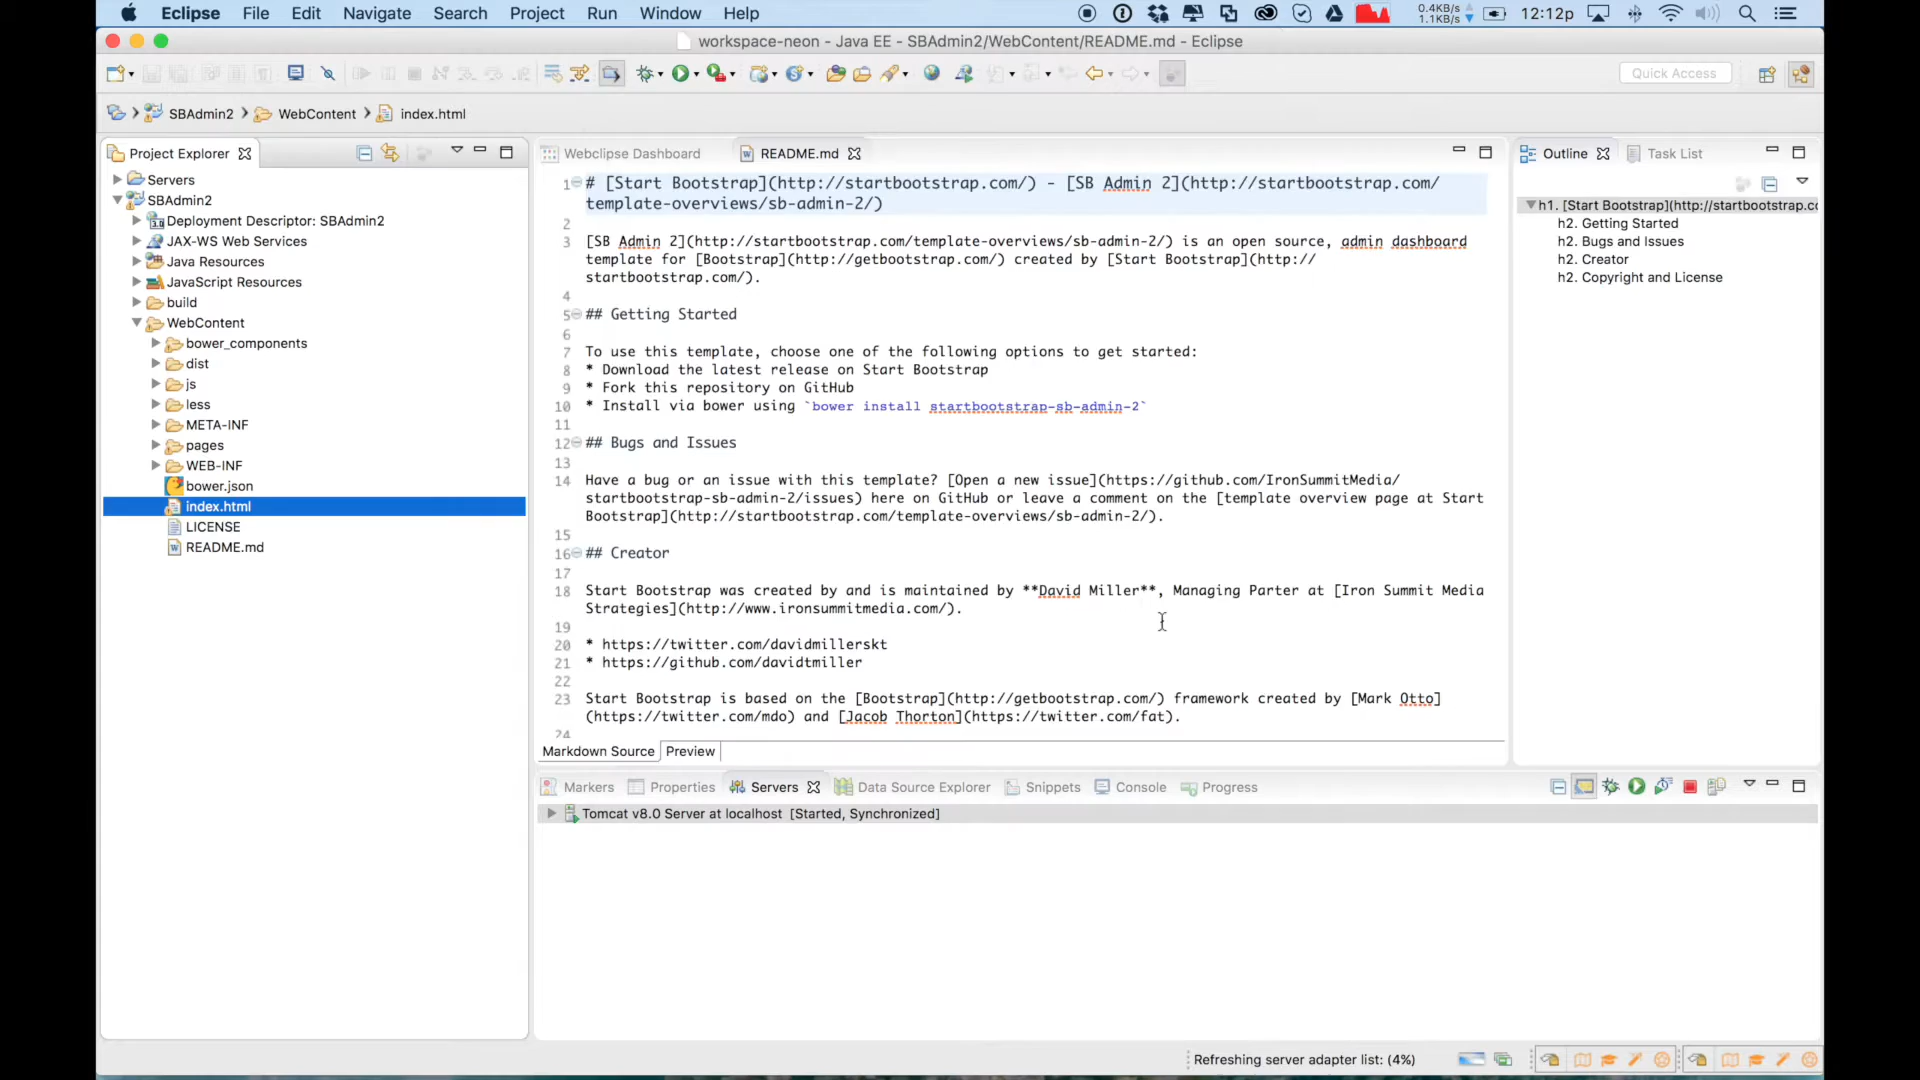 Eclipse File Edit Navigate Search Project Run Window Help
0.4KB/s
1.1KB/s
12:12p
workspace-neon - Java EE - SBAdmin2/WebContent/README.md - Eclipse
Quick Access
SBAdmin2 WebContent index.html
Project Explorer
Servers
SBAdmin2
Deployment Descriptor: SBAdmin2
JAX-WS Web Services
Java Resources
JavaScript Resources
build
WebContent
bower_components
dist
js
less
META-INF
pages
WEB-INF
bower.json
index.html
LICENSE
README.md
Webclipse Dashboard README.md
1 # [Start Bootstrap](http://startbootstrap.com/) - [SB Admin 2](http://startbootstrap.com/
template-overviews/sb-admin-2/)
2
3 [SB Admin 2](http://startbootstrap.com/template-overviews/sb-admin-2/) is an open source, admin dashboard
template for [Bootstrap](http://getbootstrap.com/) created by [Start Bootstrap](http://
startbootstrap.com/).
4
5 ## Getting Started
6
7 To use this template, choose one of the following options to get started:
8 * Download the latest release on Start Bootstrap
9 * Fork this repository on GitHub
10 * Install via bower using `bower install startbootstrap-sb-admin-2`
11
12 ## Bugs and Issues
13
14 Have a bug or an issue with this template? [Open a new issue](https://github.com/IronSummitMedia/
startbootstrap-sb-admin-2/issues) here on GitHub or leave a comment on the [template overview page at Start
Bootstrap](http://startbootstrap.com/template-overviews/sb-admin-2/).
15
16 ## Creator
17
18 Start Bootstrap was created by and is maintained by **David Miller**, Managing Parter at [Iron Summit Media
Strategies](http://www.ironsummitmedia.com/).
19
20 * https://twitter.com/davidmillerskt
21 * https://github.com/davidtmiller
22
23 Start Bootstrap is based on the [Bootstrap](http://getbootstrap.com/) framework created by [Mark Otto]
(https://twitter.com/mdo) and [Jacob Thorton](https://twitter.com/fat).
24
Markdown Source Preview
Outline Task List
h1. [Start Bootstrap](http://startbootstrap.co
h2. Getting Started
h2. Bugs and Issues
h2. Creator
h2. Copyright and License
Markers Properties Servers Data Source Explorer Snippets Console Progress
Tomcat v8.0 Server at localhost [Started, Synchronized]
Refreshing server adapter list: (4%)